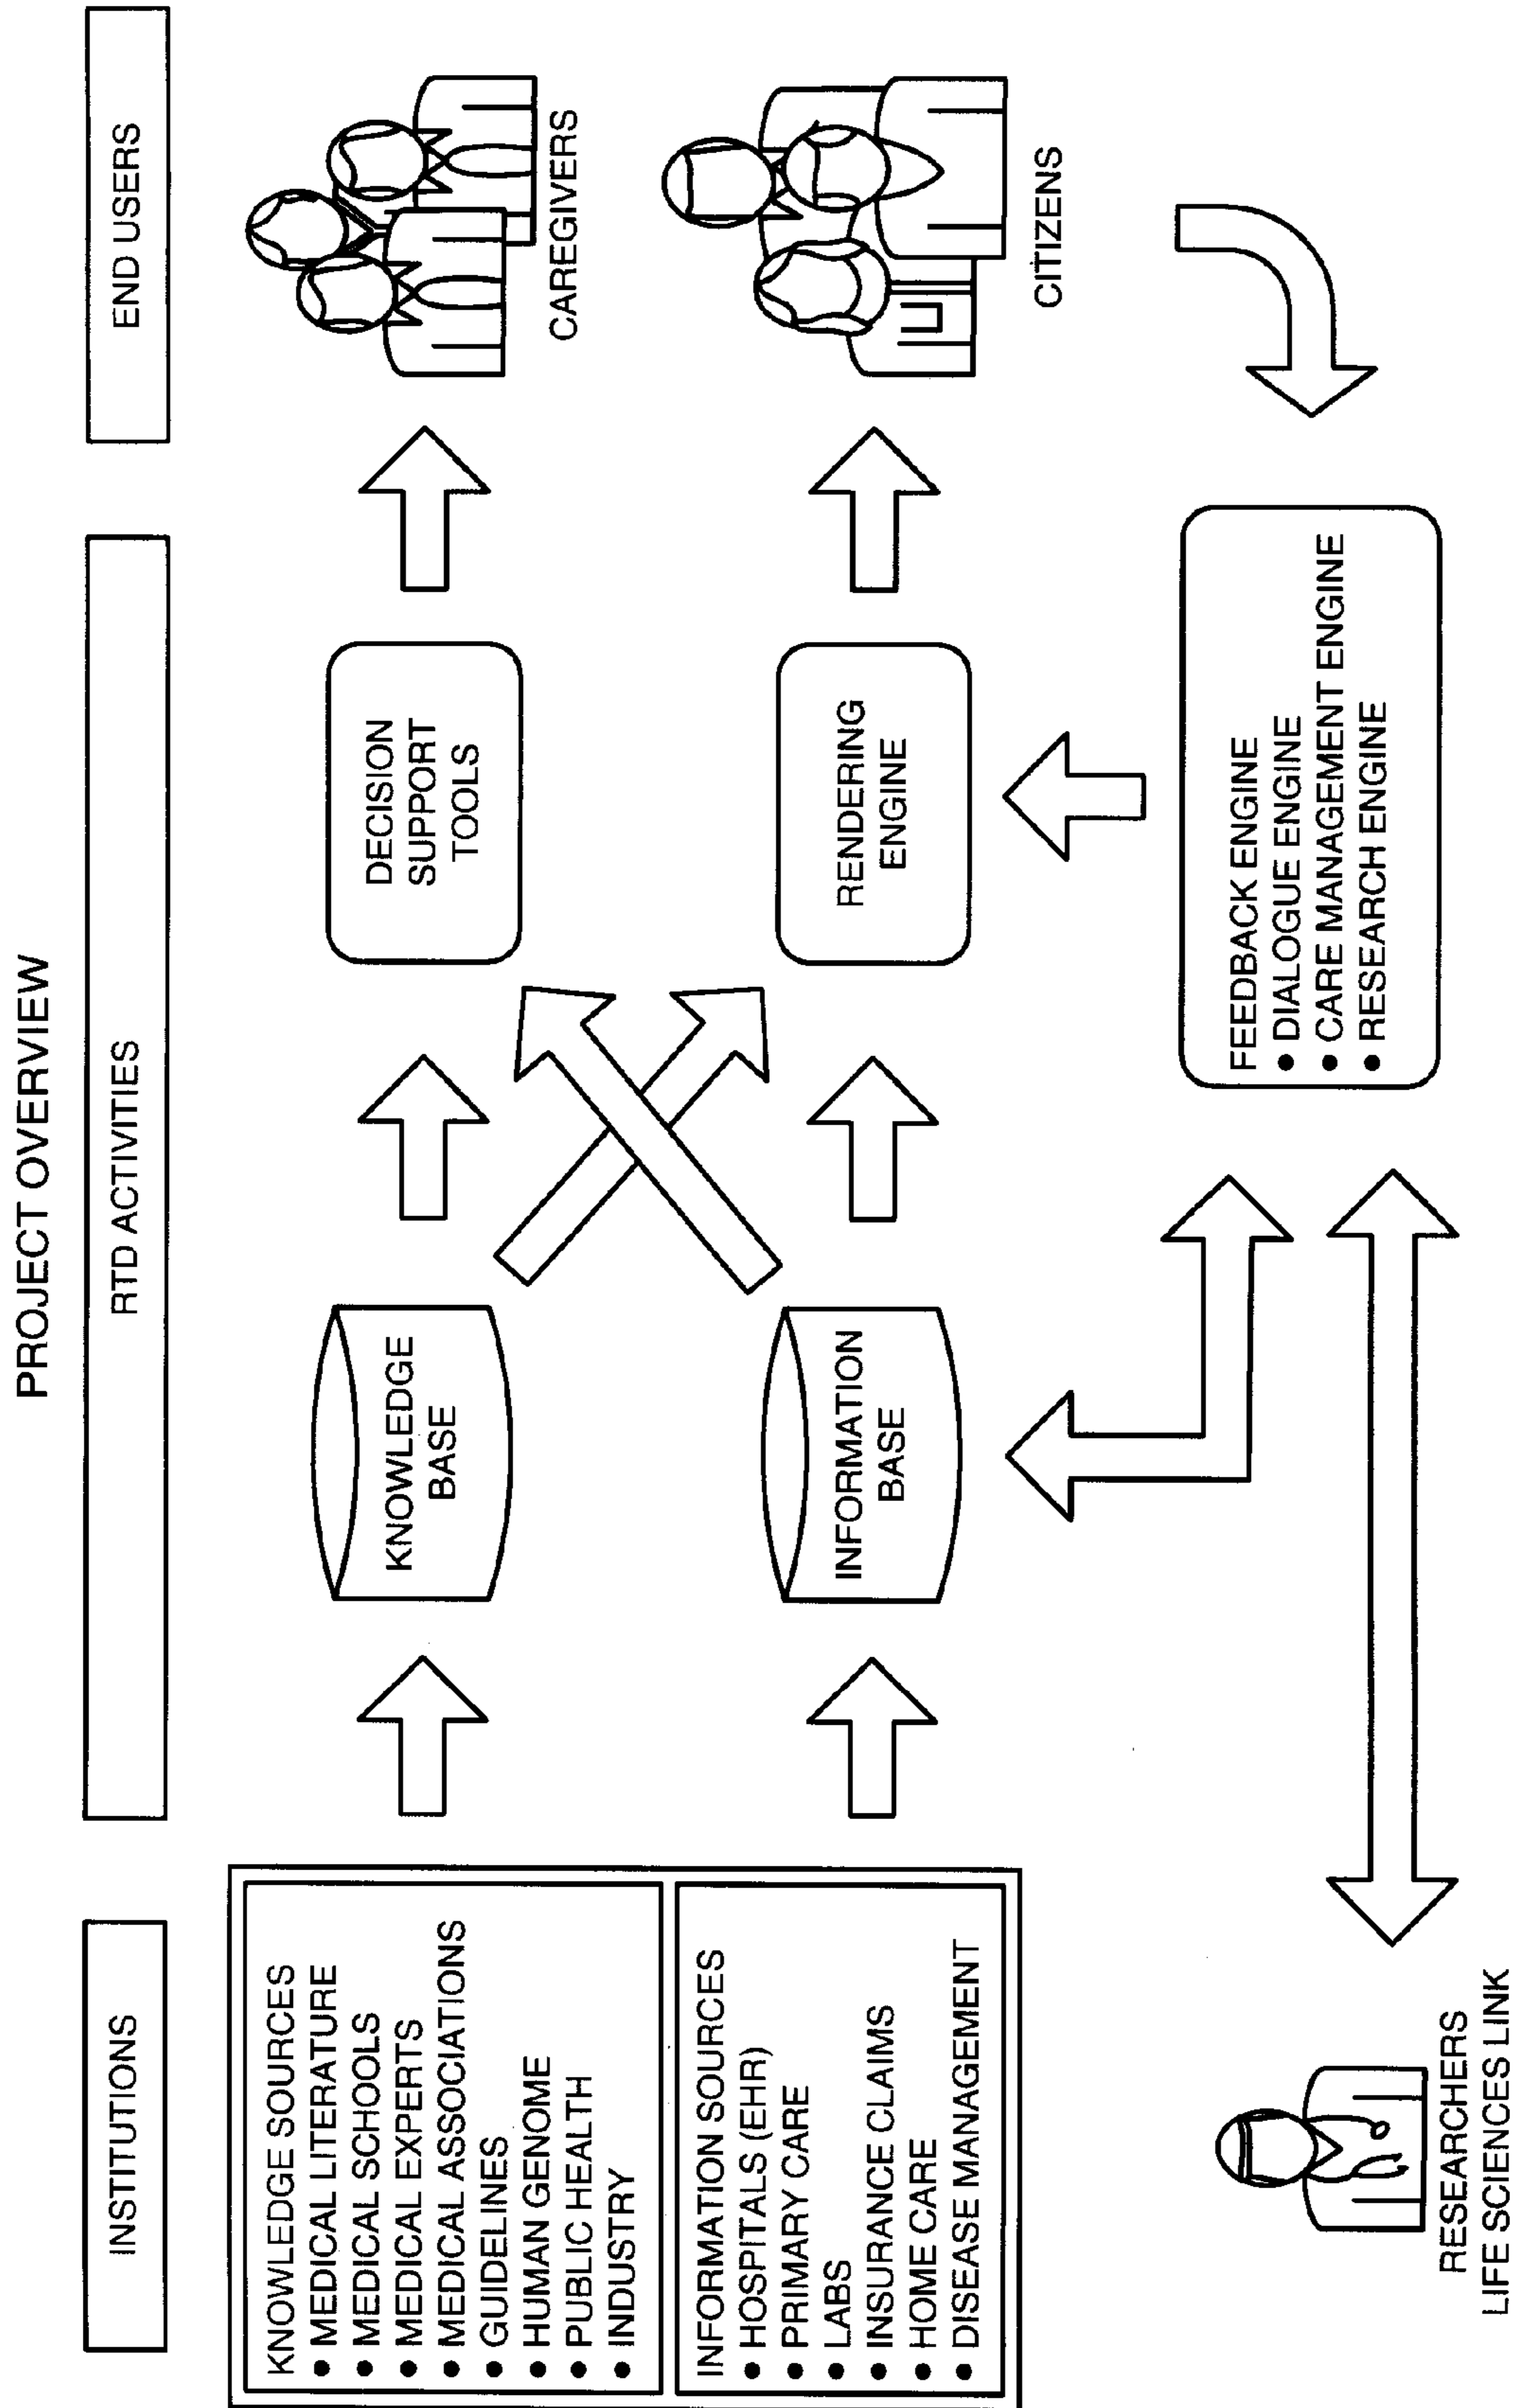 PROJECT OVERVIEW
INSTITUTIONS
RTD ACTIVITIES
END USERS
KNOWLEDGE SOURCES
● MEDICAL LITERATURE
● MEDICAL SCHOOLS
● MEDICAL EXPERTS
● MEDICAL ASSOCIATIONS
● GUIDELINES
● HUMAN GENOME
● PUBLIC HEALTH
● INDUSTRY
INFORMATION SOURCES
● HOSPITALS (EHR)
● PRIMARY CARE
● LABS
● INSURANCE CLAIMS
● HOME CARE
● DISEASE MANAGEMENT
KNOWLEDGE
BASE
INFORMATION
BASE
DECISION
SUPPORT
TOOLS
RENDERING
ENGINE
CAREGIVERS
CITIZENS
FEEDBACK ENGINE
● DIALOGUE ENGINE
● CARE MANAGEMENT ENGINE
● RESEARCH ENGINE
RESEARCHERS
LIFE SCIENCES LINK